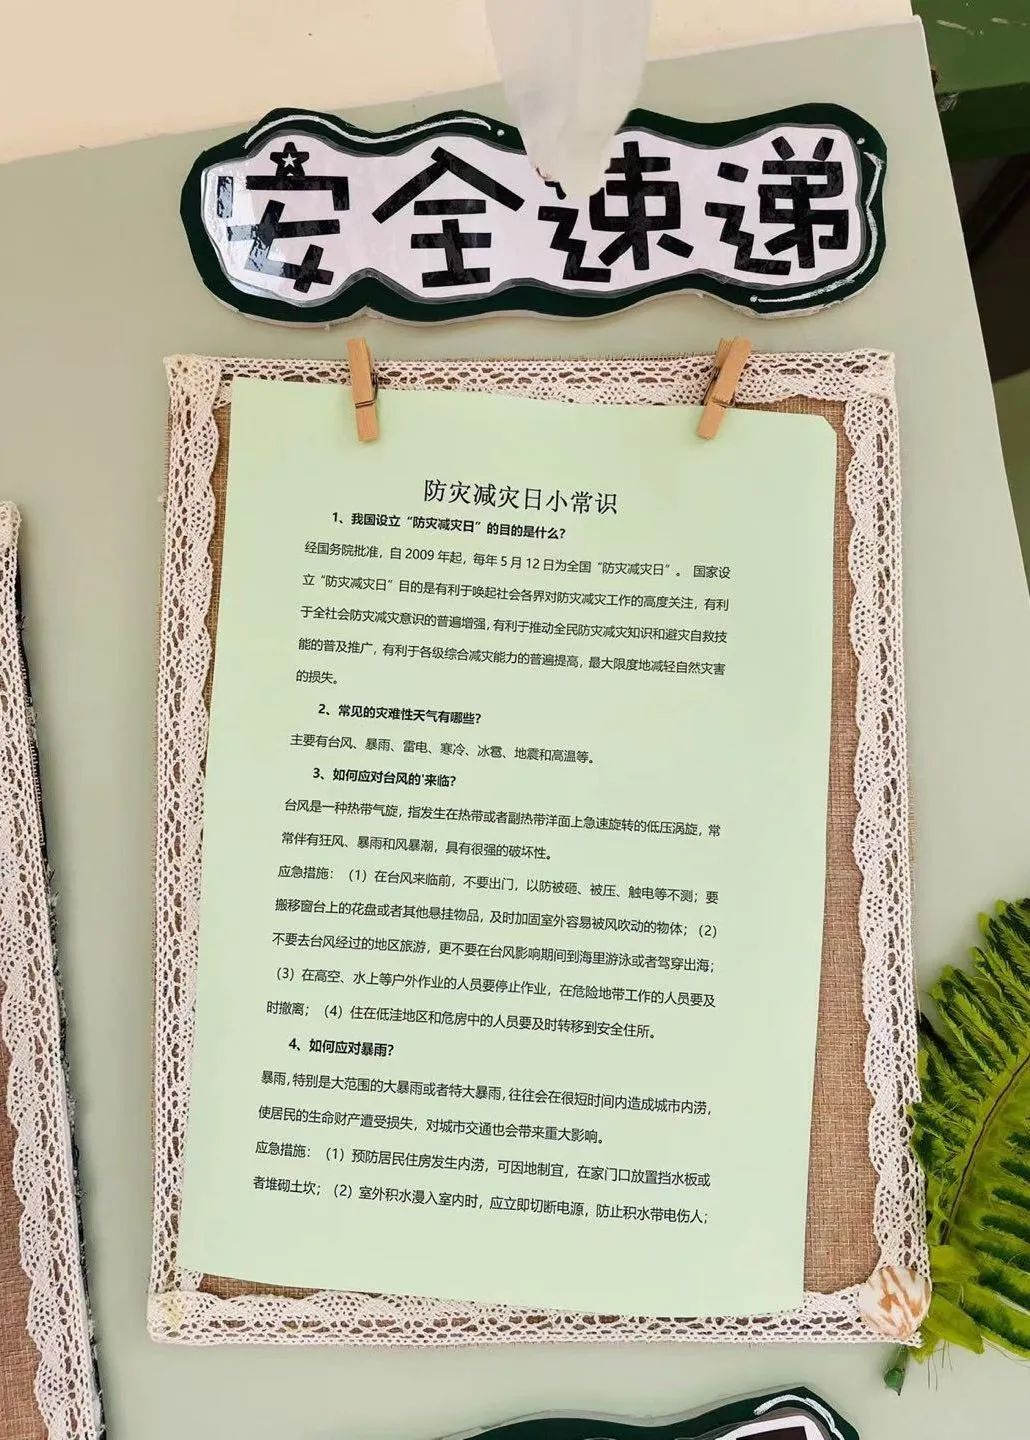 安全速递
防灾减灾日小常识
1、我国设立“防灾减灾日”的目的是什么？
经国务院批准，自 2009 年起，每年 5 月 12 日为全国“防灾减灾日”。 国家设
立“防灾减灾日”目的是有利于唤起社会各界对防灾减灾工作的高度关注，有利
于全社会防灾减灾意识的普遍增强，有利于推动全民防灾减灾知识和避灾自救技
能的普及推广，有利于各级综合减灾能力的普遍提高，最大限度地减轻自然灾害
的损失。
2、常见的灾难性天气有哪些？
主要有台风、暴雨、雷电、寒冷、冰雹、地震和高温等。
3、如何应对台风的'来临？
台风是一种热带气旋，指发生在热带或者副热带洋面上急速旋转的低压涡旋，常
常伴有狂风、暴雨和风暴潮，具有很强的破坏性。
应急措施：（1）在台风来临前，不要出门，以防被砸、被压、触电等不测；要
搬移窗台上的花盘或者其他悬挂物品，及时加固室外容易被风吹动的物体；（2）
不要去台风经过的地区旅游，更不要在台风影响期间到海里游泳或者驾穿出海；
（3）在高空、水上等户外作业的人员要停止作业，在危险地带工作的人员要及
时撤离；（4）住在低洼地区和危房中的人员要及时转移到安全住所。
4、如何应对暴雨？
暴雨，特别是大范围的大暴雨或者特大暴雨，往往会在很短时间内造成城市内涝，
使居民的生命财产遭受损失，对城市交通也会带来重大影响。
应急措施：（1）预防居民住房发生内涝，可因地制宜，在家门口放置挡水板或
者堆砌土坎；（2）室外积水漫入室内时，应立即切断电源，防止积水带电伤人；